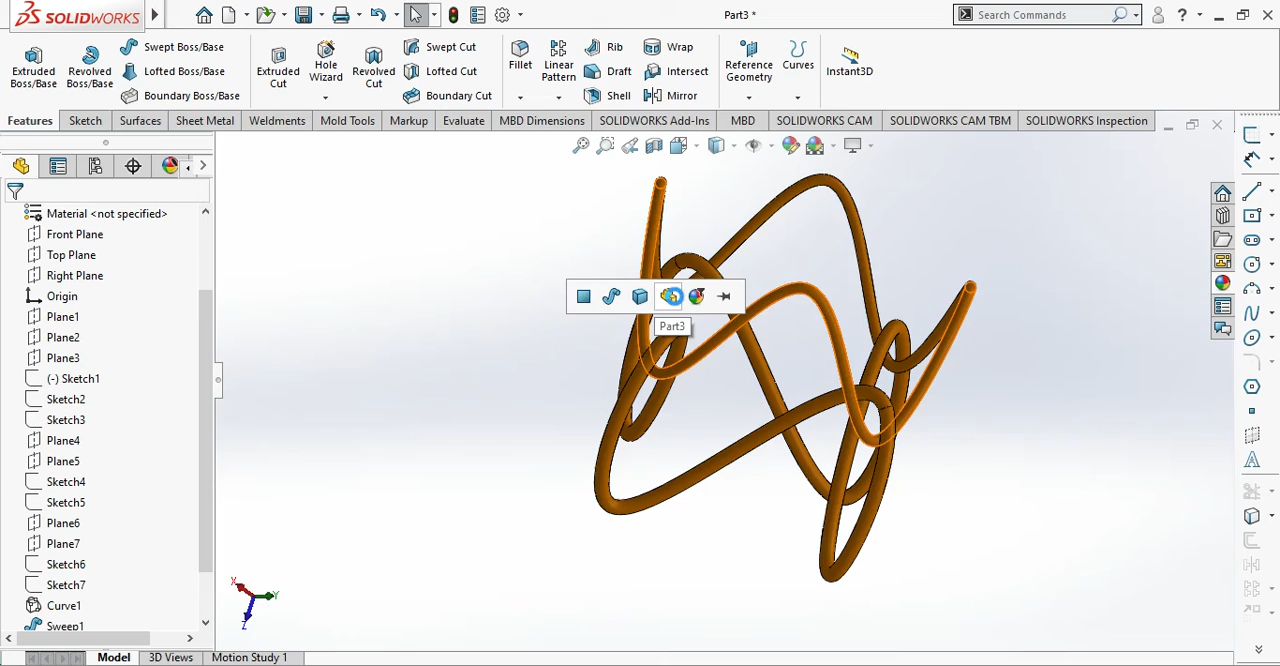 SOLIDWORKS
Part3 *
Search Commands
Extruded Boss/Base
Revolved Boss/Base
Swept Boss/Base
Lofted Boss/Base
Boundary Boss/Base
Extruded Cut
Hole Wizard
Revolved Cut
Swept Cut
Lofted Cut
Boundary Cut
Fillet
Linear Pattern
Rib
Draft
Shell
Wrap
Intersect
Mirror
Reference Geometry
Curves
Instant3D
Features
Sketch
Surfaces
Sheet Metal
Weldments
Mold Tools
Markup
Evaluate
MBD Dimensions
SOLIDWORKS Add-Ins
MBD
SOLIDWORKS CAM
SOLIDWORKS CAM TBM
SOLIDWORKS Inspection
Material <not specified>
Front Plane
Top Plane
Right Plane
Origin
Plane1
Plane2
Plane3
(-) Sketch1
Sketch2
Sketch3
Plane4
Plane5
Sketch4
Sketch5
Plane6
Plane7
Sketch6
Sketch7
Curve1
Sweep1
Part3
X
Y
Z
Model
3D Views
Motion Study 1